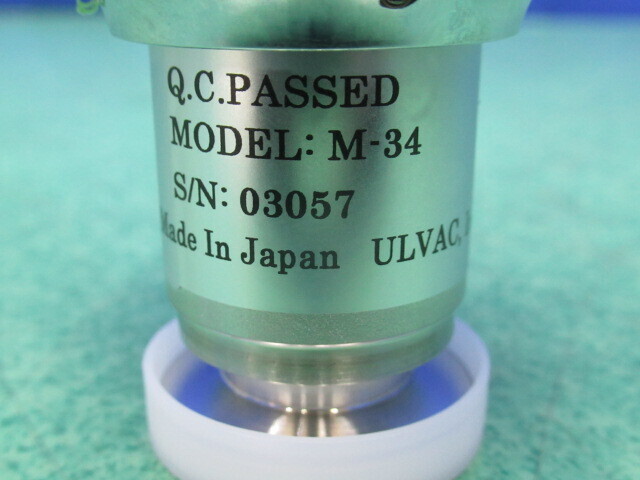 Q.C.PASSED
MODEL: M-34
S/N: 03057
Made In Japan ULVAC,